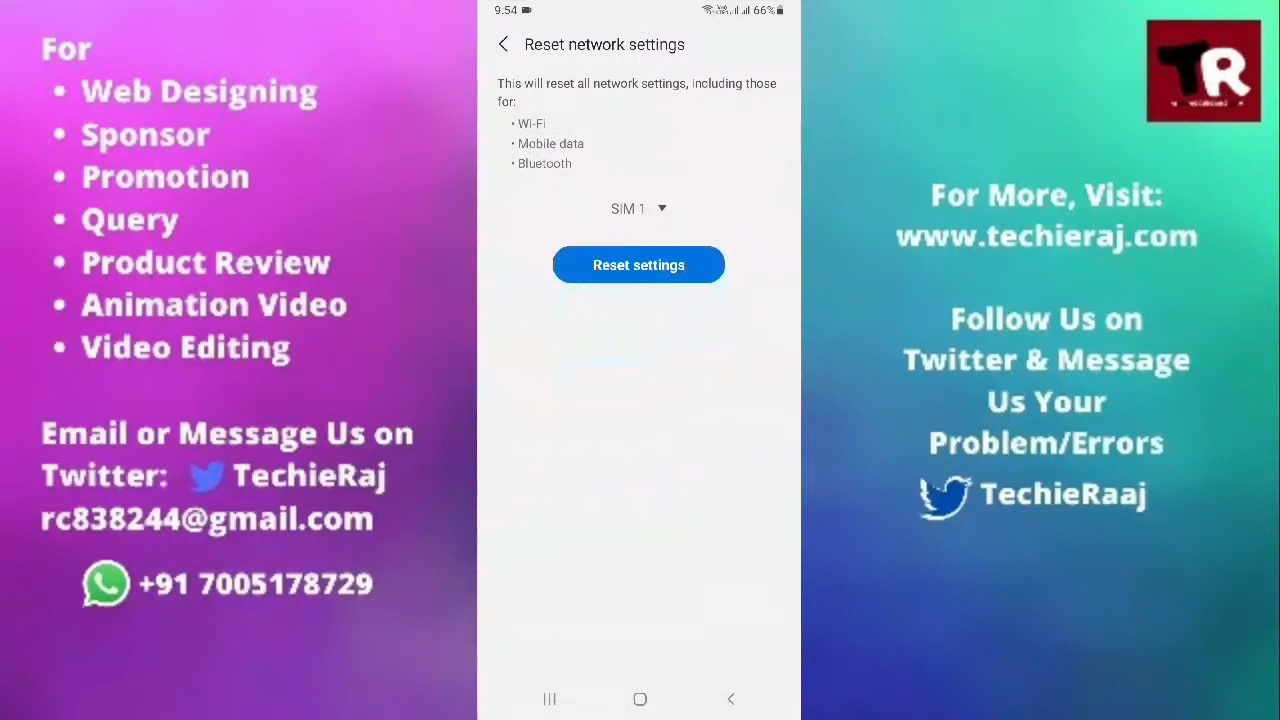 For
• Web Designing
• Sponsor
• Promotion
• Query
• Product Review
• Animation Video
• Video Editing
Email or Message Us on
Twitter: TechieRaj
rc838244@gmail.com
+91 7005178729
9:54
66%
Reset network settings
This will reset all network settings, including those
for:
• Wi-Fi
• Mobile data
• Bluetooth
SIM 1
Reset settings
TR
For More, Visit:
www.techieraj.com
Follow Us on
Twitter & Message
Us Your
Problem/Errors
TechieRaaj